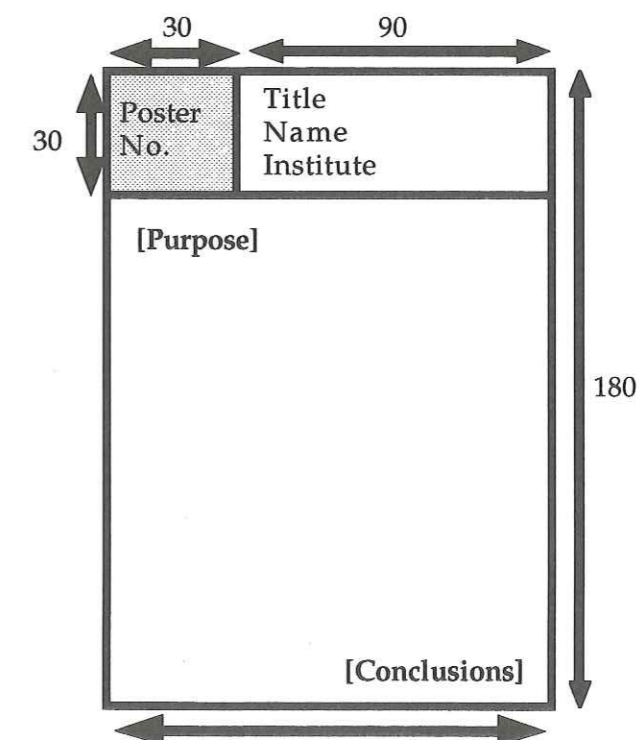 30
90
30
Poster
No.
Title
Name
Institute
[Purpose]
180
[Conclusions]